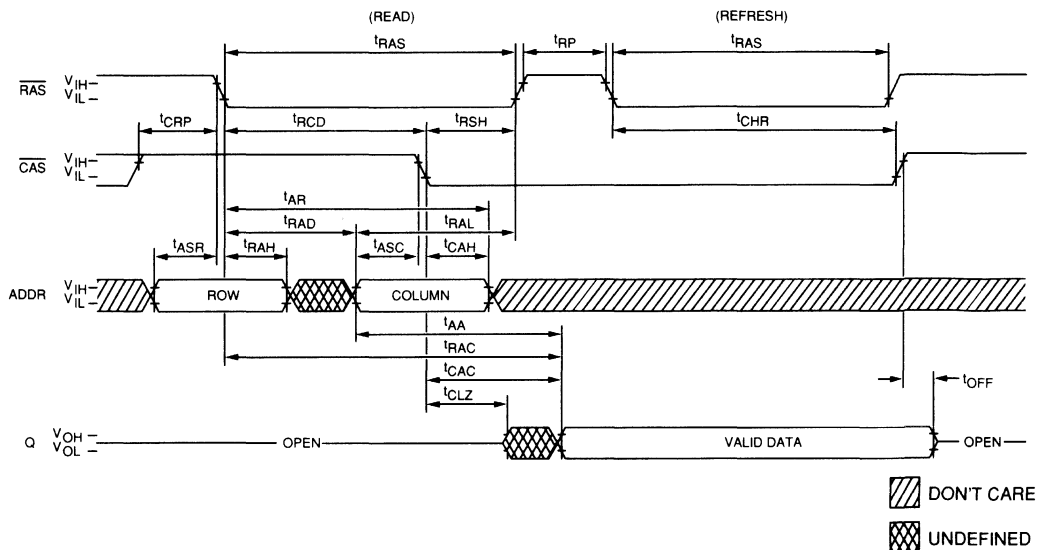 (READ) (REFRESH)
tRAS tRP tRAS
RAS VIH
VIL
tCRP tRCD tRSH tCHR
CAS VIH
VIL
tAR
tRAD tRAL
tASR tRAH tASC tCAH
ADDR VIH
VIL
ROW COLUMN
tAA
tRAC
tCAC
tOFF
tCLZ
Q VOH
VOL
OPEN VALID DATA OPEN
DON'T CARE
UNDEFINED